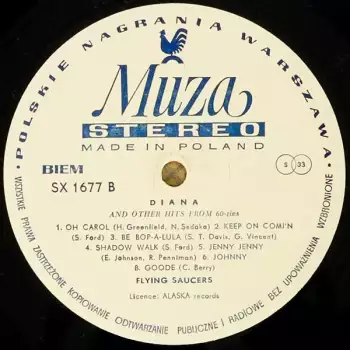 • POLSKIE NAGRANIA WARSZAWA •
Muza
STEREO
MADE IN POLAND
BIEM
SX 1677 B
S 33
DIANA
AND OTHER HITS FROM 60-ties
1. OH CAROL (H. Greenfield, N. Sedaka) 2. KEEP ON COMI'N
(S. Ford) 3. BE BOP-A-LULA (S. T. Davis, G. Vincent)
4. SHADOW WALK (S. Ford) 5. JENNY JENNY
(E. Johnson, R. Penniman) 6. JOHNNY
B. GOODE (C. Berry)
FLYING SAUCERS
Licence: ALASKA records
WSZYSTKIE PRAWA ZASTRZEŻONE KOPIOWANIE ODTWARZANIE PUBLICZNE I RADIOWE BEZ UPOWAŻNIENIA WZBRONIONE